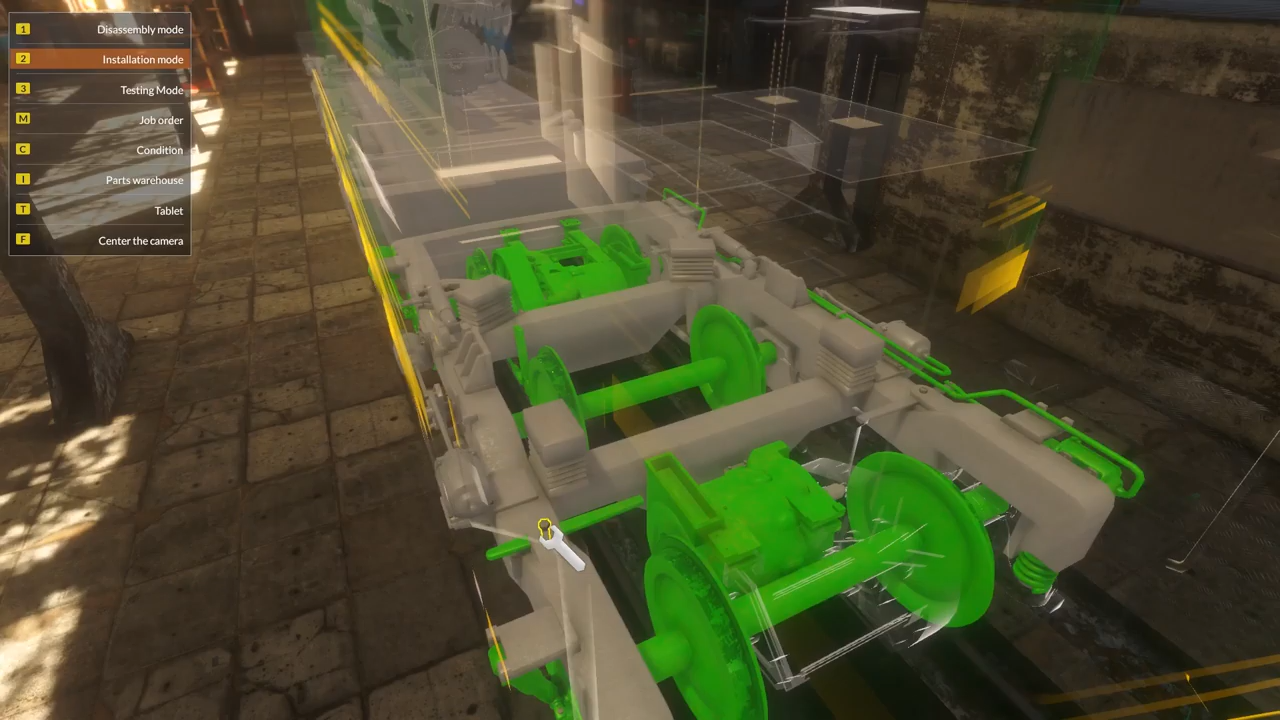 1 Disassembly mode
2 Installation mode
3 Testing Mode
M Job order
C Condition
I Parts warehouse
T Tablet
F Center the camera